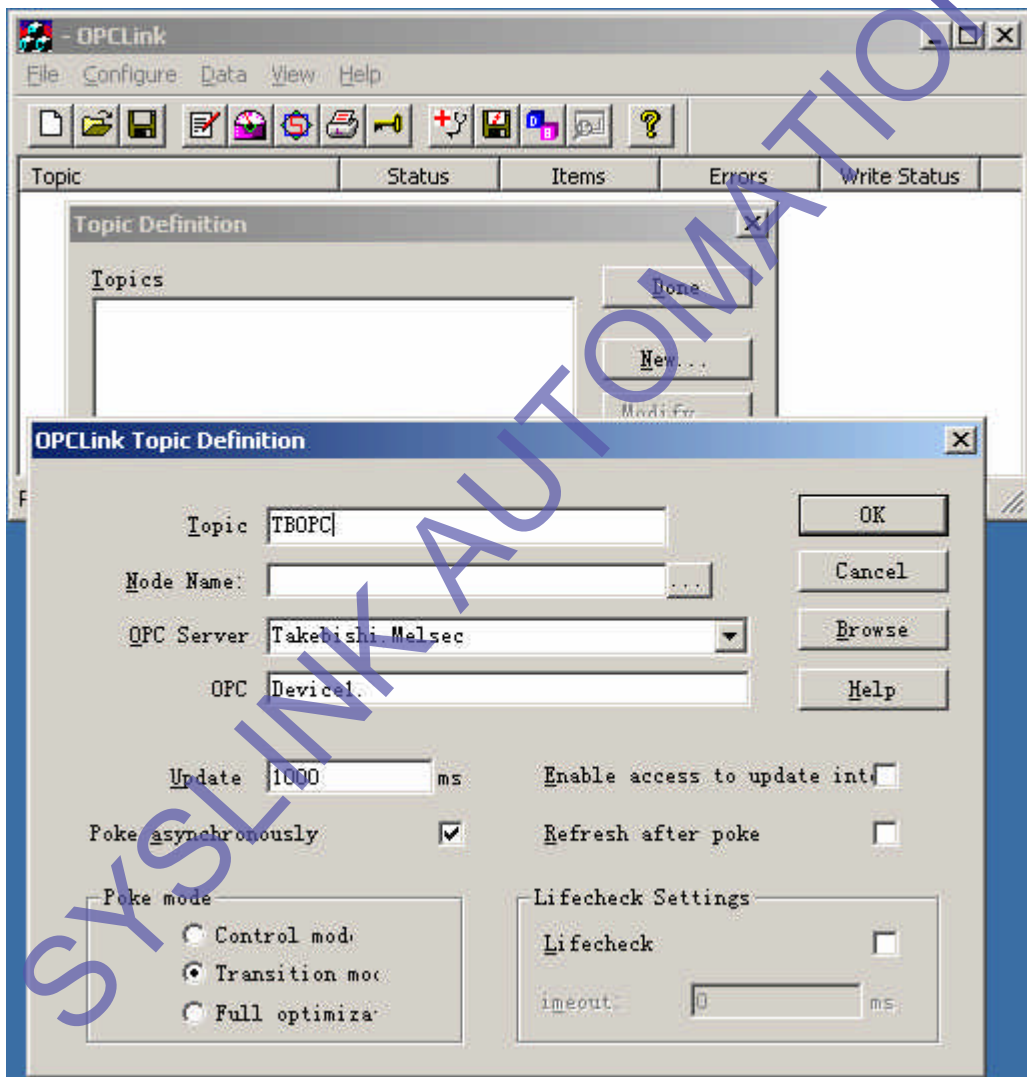 - OPCLink
File Configure Data View Help
Topic Status Items Errors Write Status
Topic Definition
Topics
Done
New...
Modify
OPCLink Topic Definition
Topic TBOPC
OK
Node Name: ...
Cancel
OPC Server Takebishi.Melsec
Browse
OPC Device1.
Help
Update 1000 ms
Enable access to update inte
Poke asynchronously
Refresh after poke
Poke mode
Control mode
Transition mod
Full optimiza
Lifecheck Settings
Lifecheck
imeout: 0 ms
SYSLINK AUTOMATION